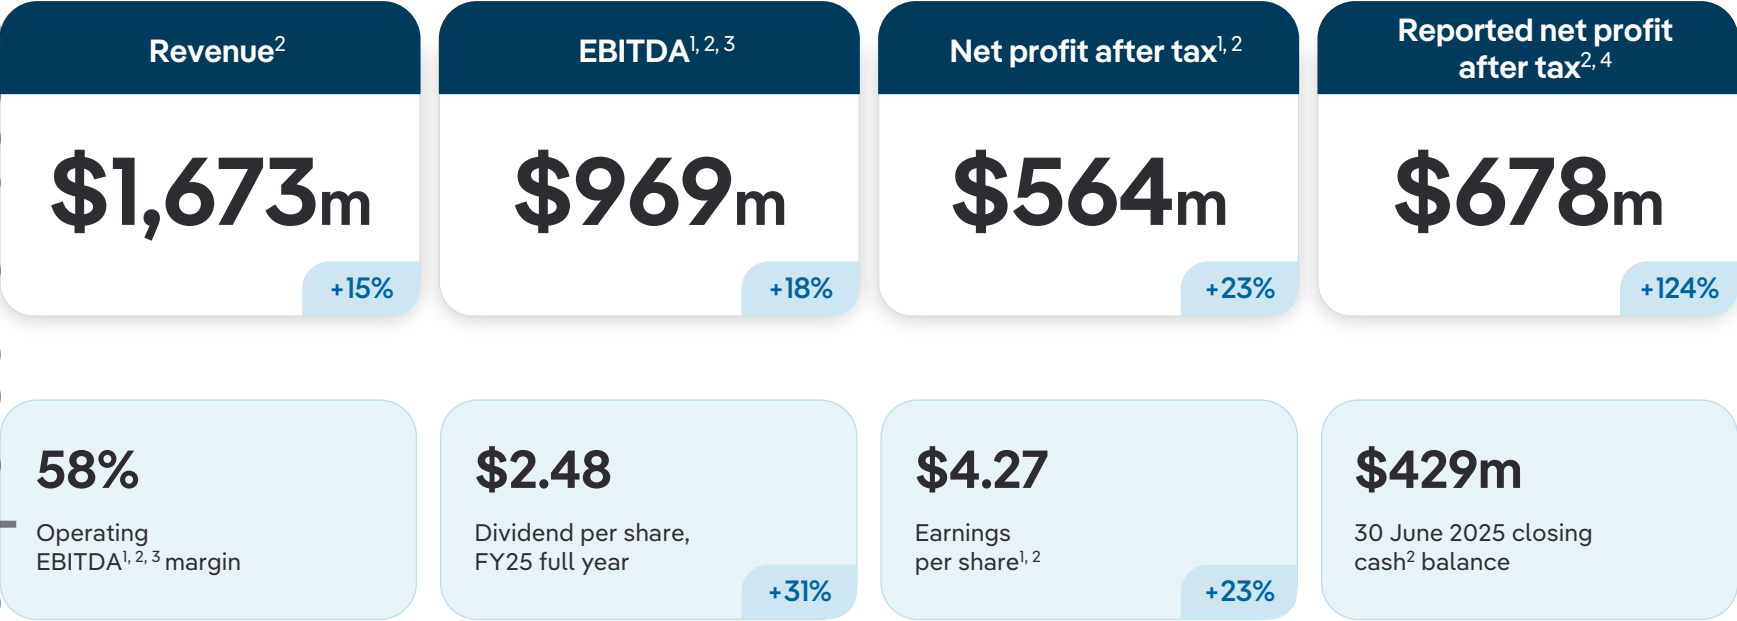 Revenue2
$1,673m
+15%
EBITDA1, 2, 3
$969m
+18%
Net profit after tax1, 2
$564m
+23%
Reported net profit
after tax2, 4
$678m
+124%
58%
Operating
EBITDA1, 2, 3 margin
$2.48
Dividend per share,
FY25 full year
+31%
$4.27
Earnings
per share1, 2
+23%
$429m
30 June 2025 closing
cash2 balance